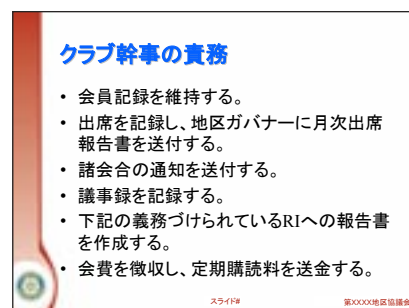 クラブ幹事の責務
• 会員記録を維持する。
• 出席を記録し、地区ガバナーに月次出席
報告書を送付する。
• 諸会合の通知を送付する。
• 議事録を記録する。
• 下記の義務づけられているRIへの報告書
を作成する。
• 会費を徴収し、定期購読料を送金する。
スライド#
第XXXX地区協議会